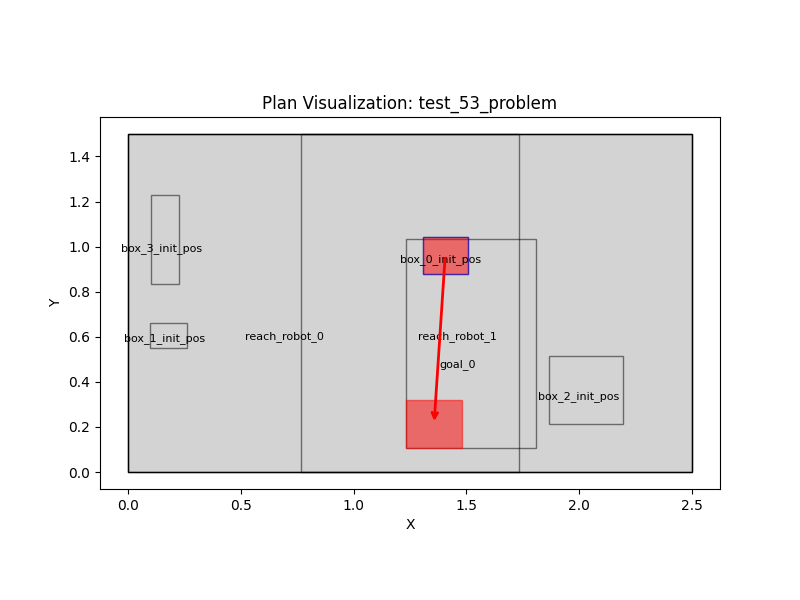 Plan Visualization: test_53_problem
1.4
1.2
1.0
0.8
0.6
0.4
0.2
0.0
Y
box_3_init_pos
box_0_init_pos
box_1_init_pos
reach_robot_0
reach_robot_1
goal_0
box_2_init_pos
0.0
0.5
1.0
1.5
2.0
2.5
X